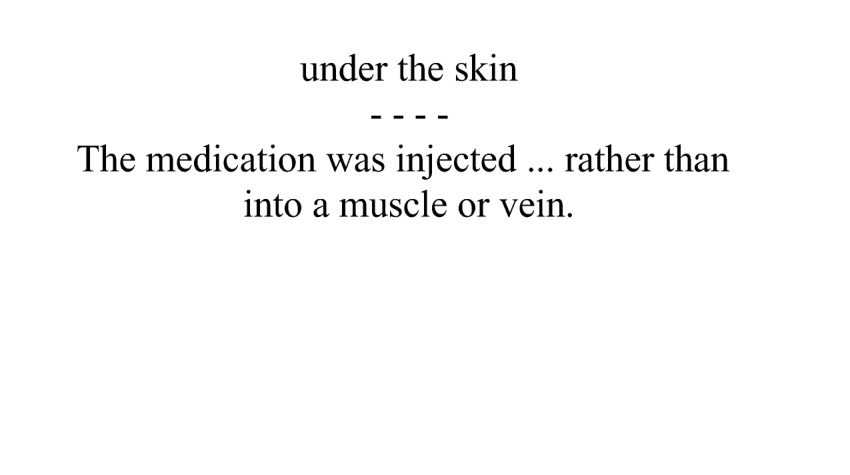 under the skin
- - - -
The medication was injected ... rather than
into a muscle or vein.